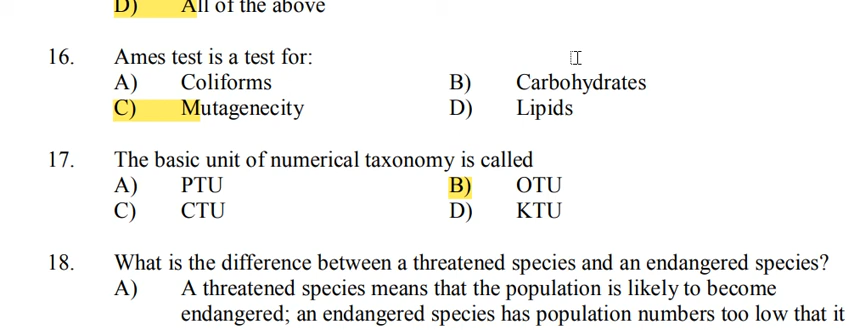 D) All of the above
16. Ames test is a test for:
A) Coliforms B) Carbohydrates
C) Mutagenecity D) Lipids
17. The basic unit of numerical taxonomy is called
A) PTU B) OTU
C) CTU D) KTU
18. What is the difference between a threatened species and an endangered species?
A) A threatened species means that the population is likely to become
endangered; an endangered species has population numbers too low that it